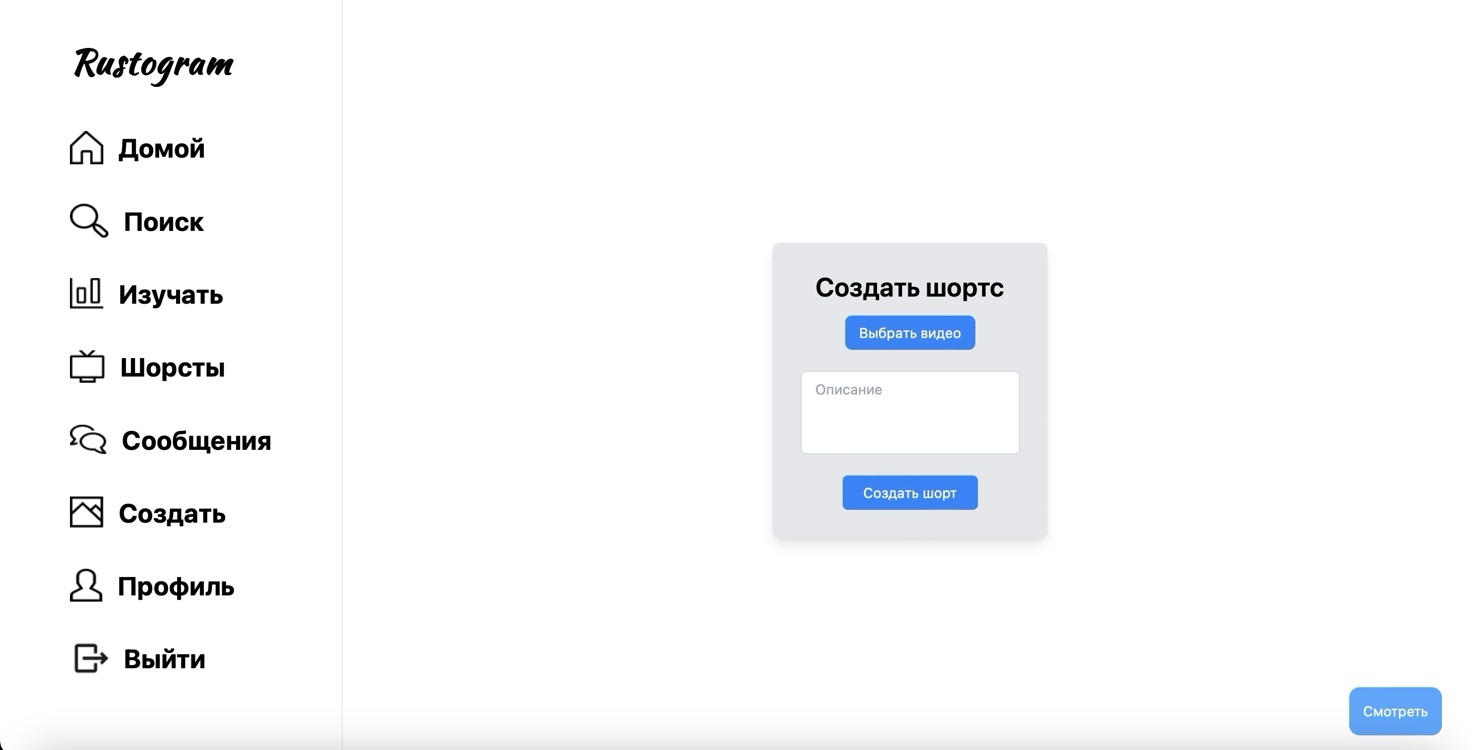 Rustogram
Домой
Поиск
Изучать
Шорсты
Сообщения
Создать
Профиль
Выйти
Создать шортс
Выбрать видео
Описание
Создать шорт
Смотреть